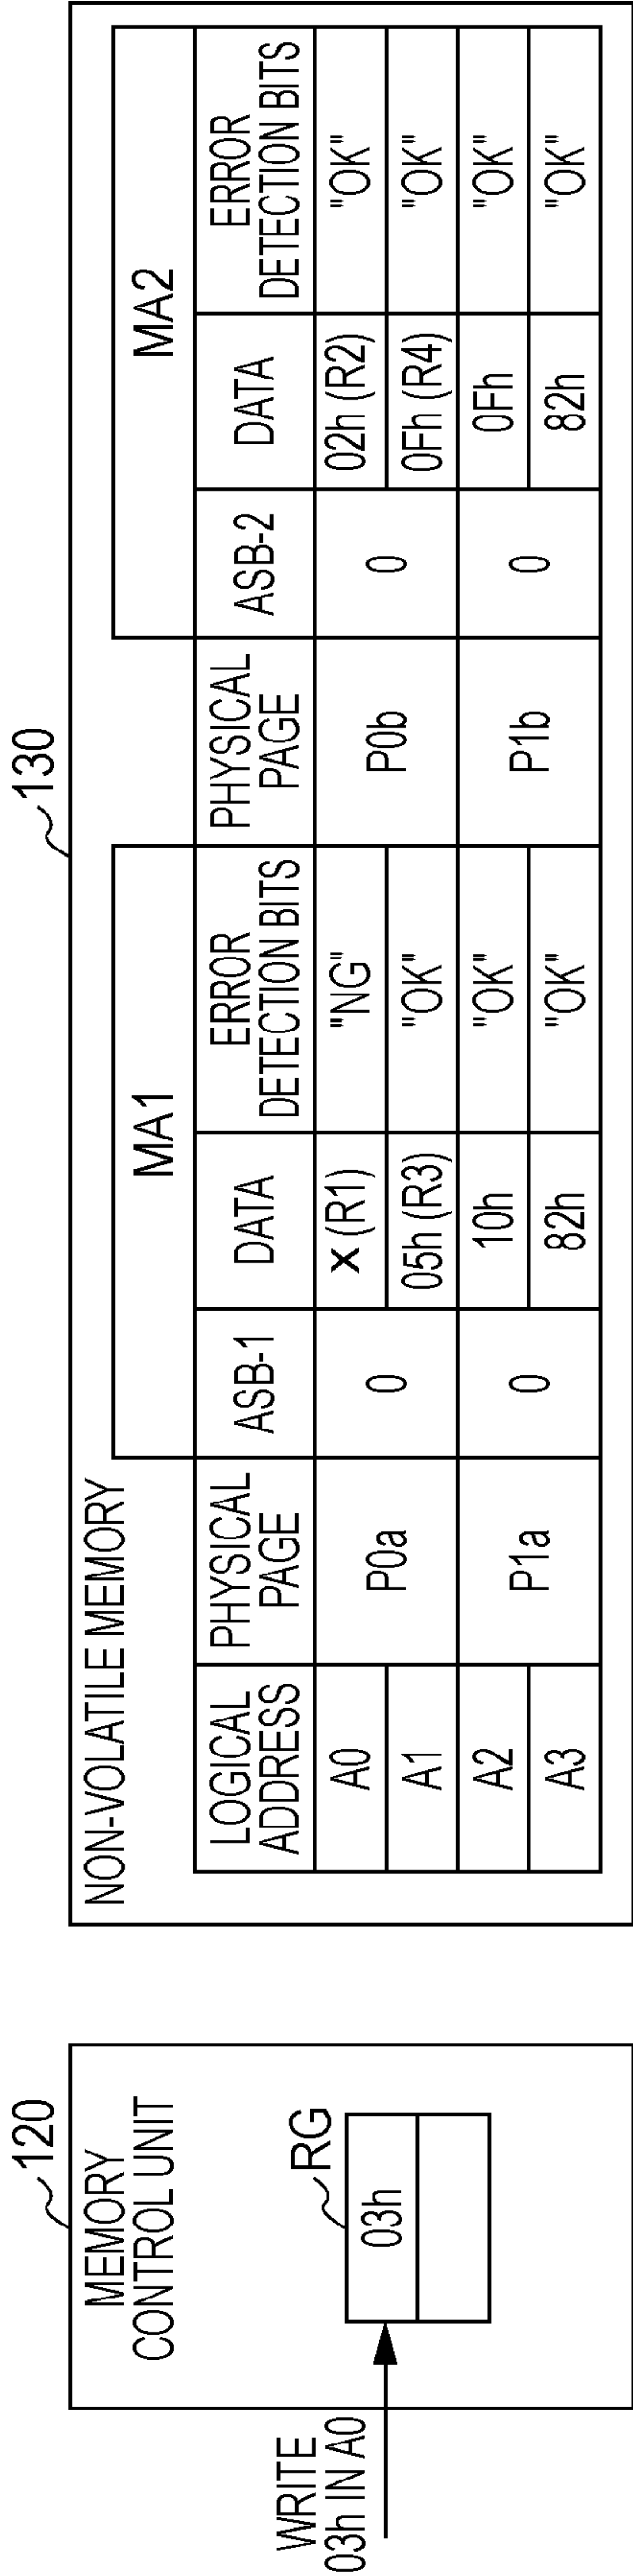 WRITE
03h IN A0
120
MEMORY
CONTROL UNIT
RG
03h
130
NON-VOLATILE MEMORY
MA1
MA2
LOGICAL
ADDRESS
PHYSICAL
PAGE
ASB-1
DATA
ERROR
DETECTION BITS
PHYSICAL
PAGE
ASB-2
DATA
ERROR
DETECTION BITS
A0
P0a
0
X (R1)
"NG"
P0b
0
02h (R2)
"OK"
A1
05h (R3)
"OK"
0Fh (R4)
"OK"
A2
P1a
0
10h
"OK"
P1b
0
0Fh
"OK"
A3
82h
"OK"
82h
"OK"